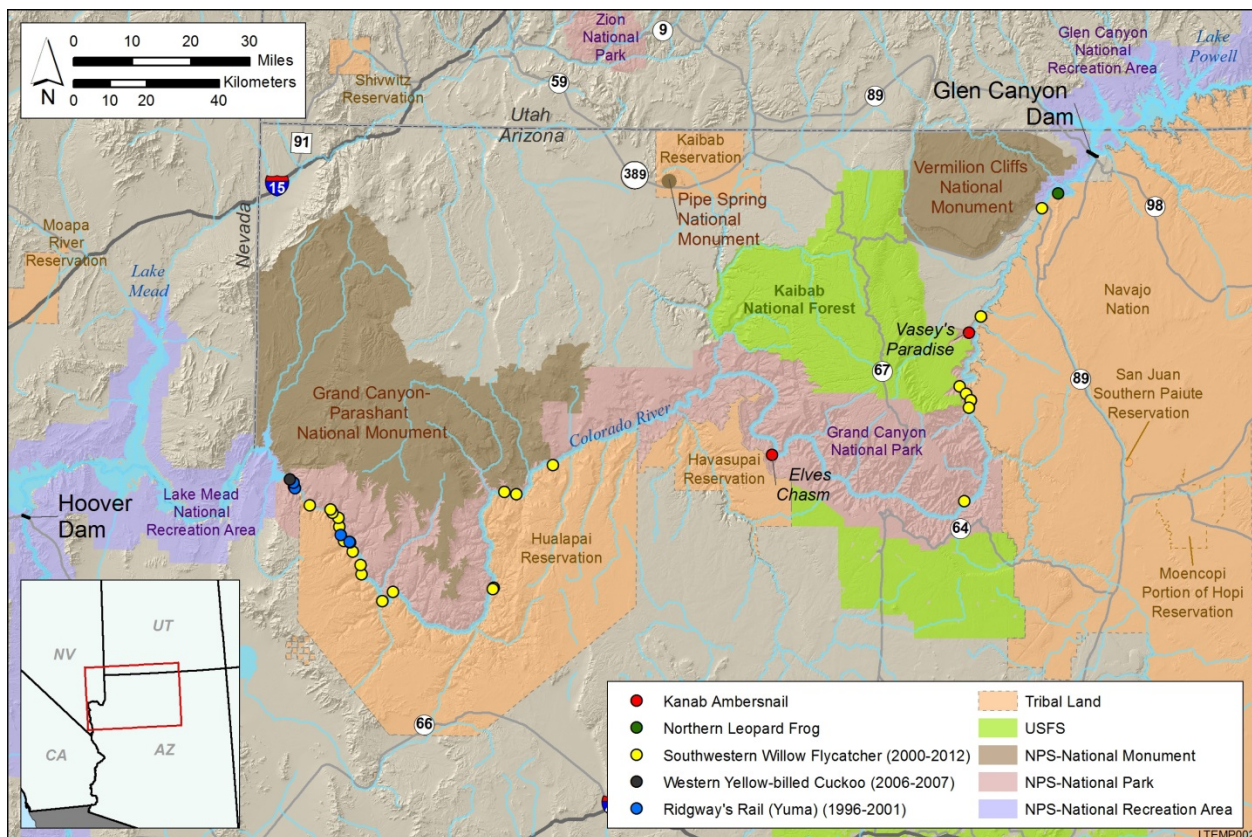 0 10 20 30
Miles
Kilometers
0 10 20 40
N
Shivwitz
Reservation
Zion
National
Park
9
59
89
Glen Canyon
National
Recreation Area
Lake
Powell
Glen Canyon
Dam
Utah
Arizona
91
15
Nevada
389
Kaibab
Reservation
Pipe Spring
National
Monument
Vermilion Cliffs
National
Monument
98
Moapa
River
Reservation
Lake
Mead
Kaibab
National Forest
Vasey's
Paradise
Navajo
Nation
67
89
San Juan
Southern Paiute
Reservation
Grand Canyon-
Parashant
National Monument
Colorado River
Grand Canyon
National Park
Havasupai
Reservation
Elves
Chasm
Hoover
Dam
Lake Mead
National
Recreation Area
Hualapai
Reservation
64
Moencopi
Portion of Hopi
Reservation
66
NV
UT
CA
AZ
Kanab Ambersnail
Northern Leopard Frog
Southwestern Willow Flycatcher (2000-2012)
Western Yellow-billed Cuckoo (2006-2007)
Ridgway's Rail (Yuma) (1996-2001)
Tribal Land
USFS
NPS-National Monument
NPS-National Park
NPS-National Recreation Area